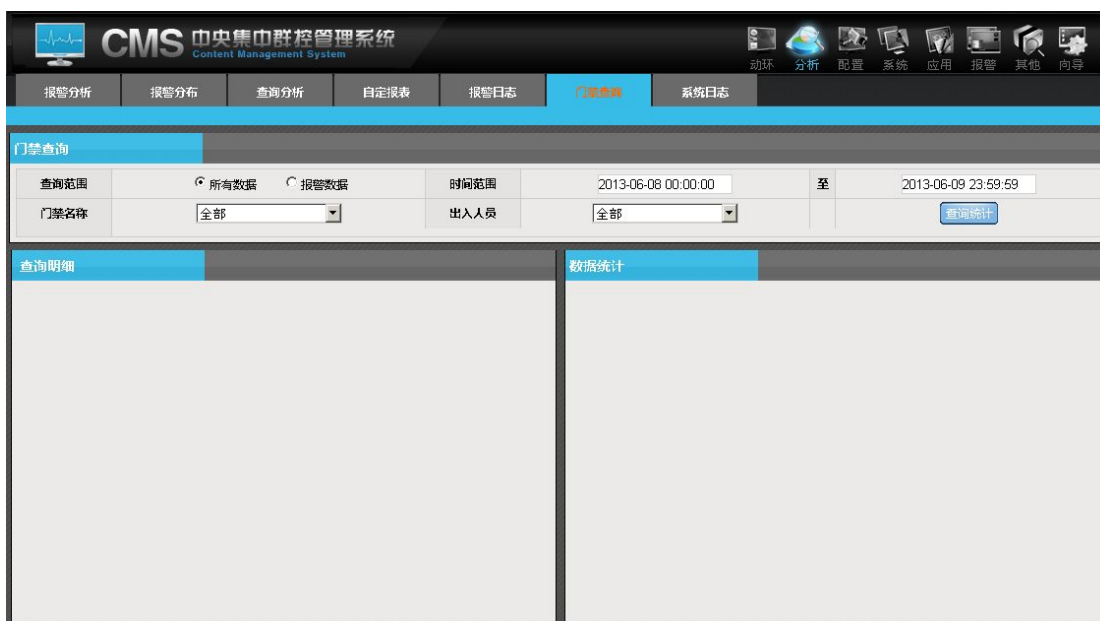 CMS 中央集中群控管理系统
Content Management System
动环 分析 配置 系统 应用 报警 其他 向导
报警分析 报警分布 查询分析 自定报表 报警日志 门禁查询 系统日志
门禁查询
查询范围 所有数据 报警数据 时间范围 2013-06-08 00:00:00 至 2013-06-09 23:59:59
门禁名称 全部 出入人员 全部 查询统计
查询明细 数据统计